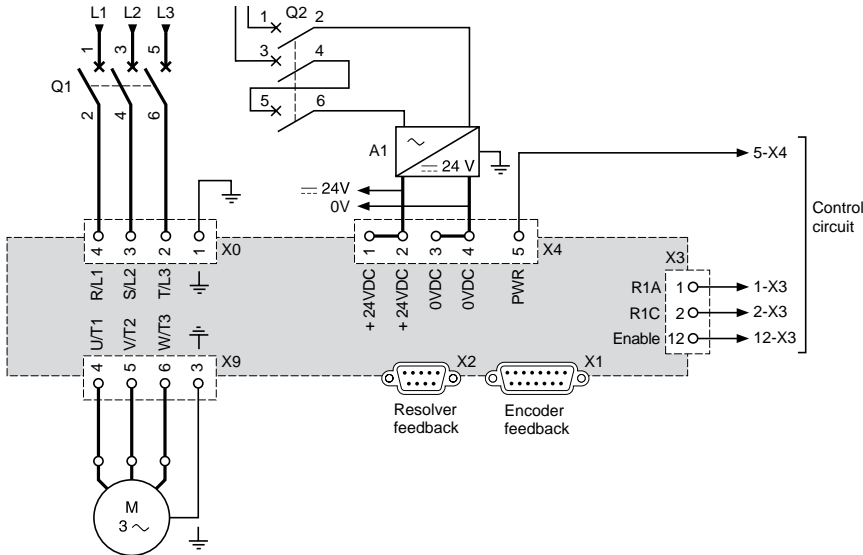 L1 L2 L3
1 3 5
Q1
2 4 6
Q2
1 2
3 4
5 6
A1
24 V
24V
0V
5-X4
Control
circuit
4 3 2 1 X0
R/L1 S/L2 T/L3
1 2 3 4 5 X4
+24VDC +24VDC 0VDC 0VDC PWR
X3
R1A 1 1-X3
R1C 2 2-X3
Enable 12 12-X3
U/T1 V/T2 W/T3
4 5 6 3 X9
X2 X1
Resolver
feedback
Encoder
feedback
M
3 ~